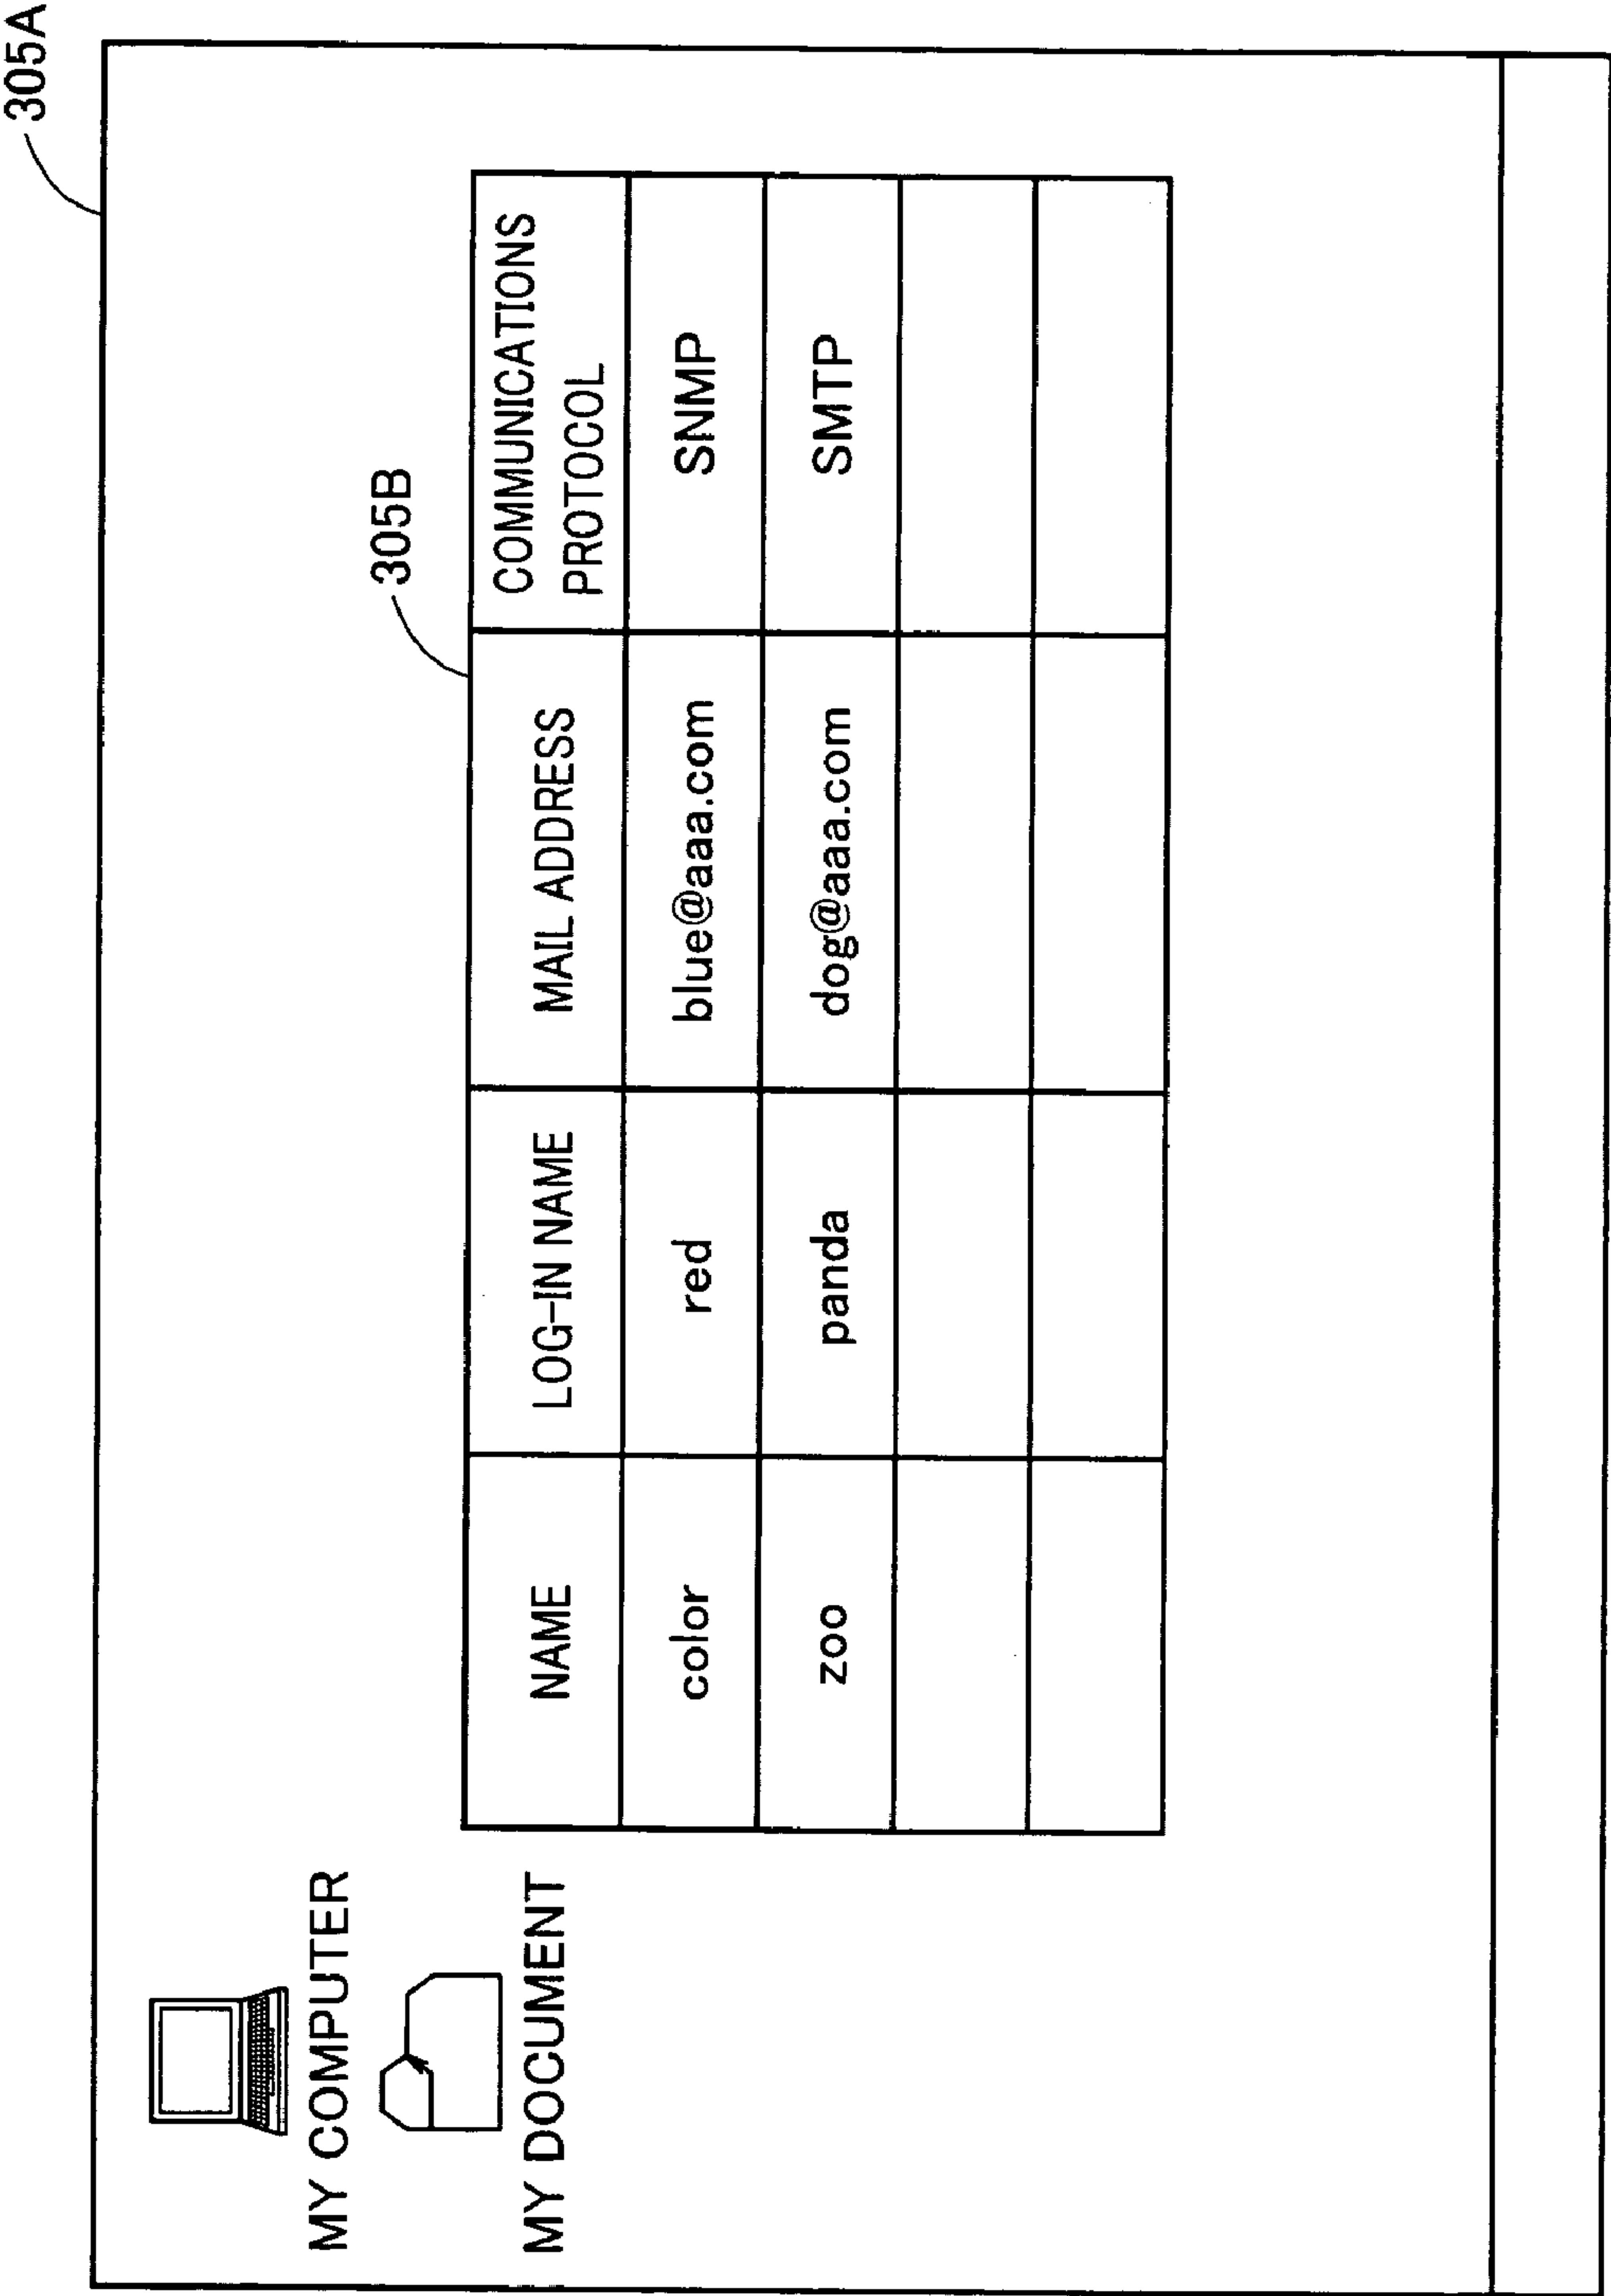 305A
MY COMPUTER
MY DOCUMENT
305B
NAME LOG-IN NAME MAIL ADDRESS COMMUNICATIONS PROTOCOL
color red blue@aaa.com SNMP
zoo panda dog@aaa.com SMTP